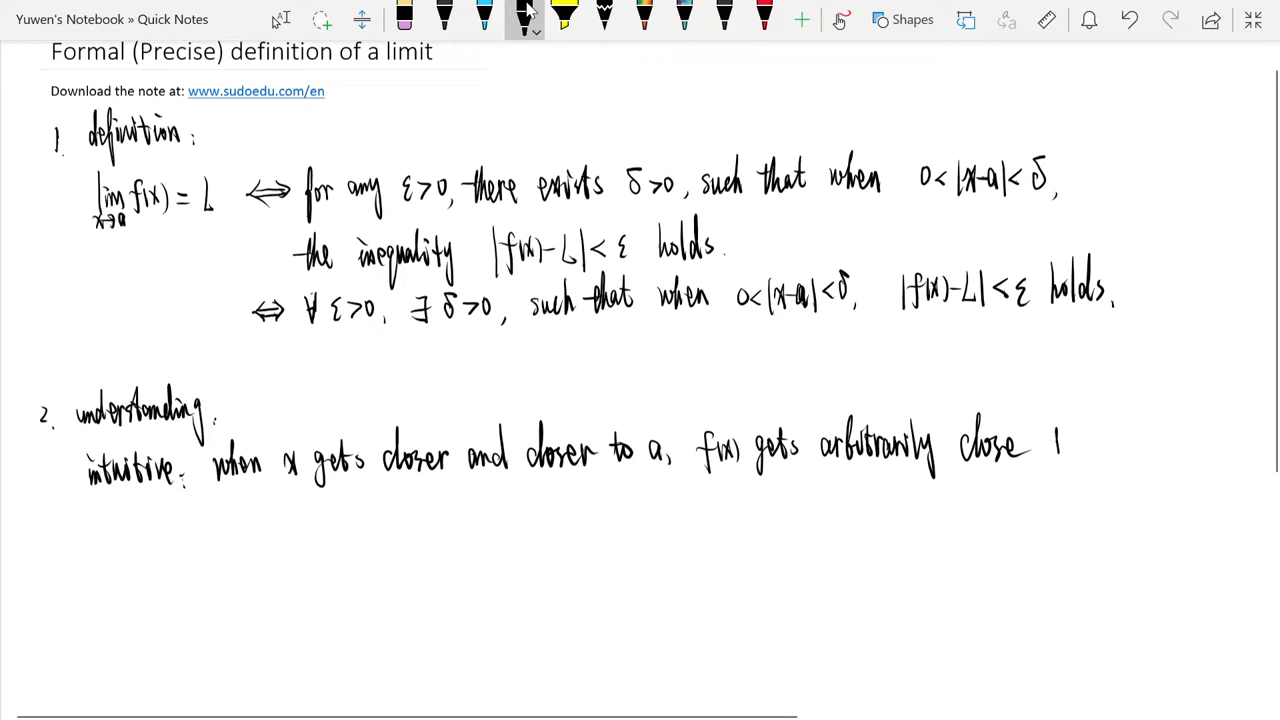 Yuwen's Notebook » Quick Notes
Shapes
Formal (Precise) definition of a limit
Download the note at: www.sudoedu.com/en
1. definition:
lim f(x) = L ⟺ for any ε>0, there exists δ>0, such that when 0<|x-a|<δ,
x→a
the inequality |f(x)-L|<ε holds.
⟺ ∀ ε>0, ∃ δ>0, such that when 0<|x-a|<δ, |f(x)-L|<ε holds.
2. understanding.
intuitive: when x gets closer and closer to a, f(x) gets arbitrarily close